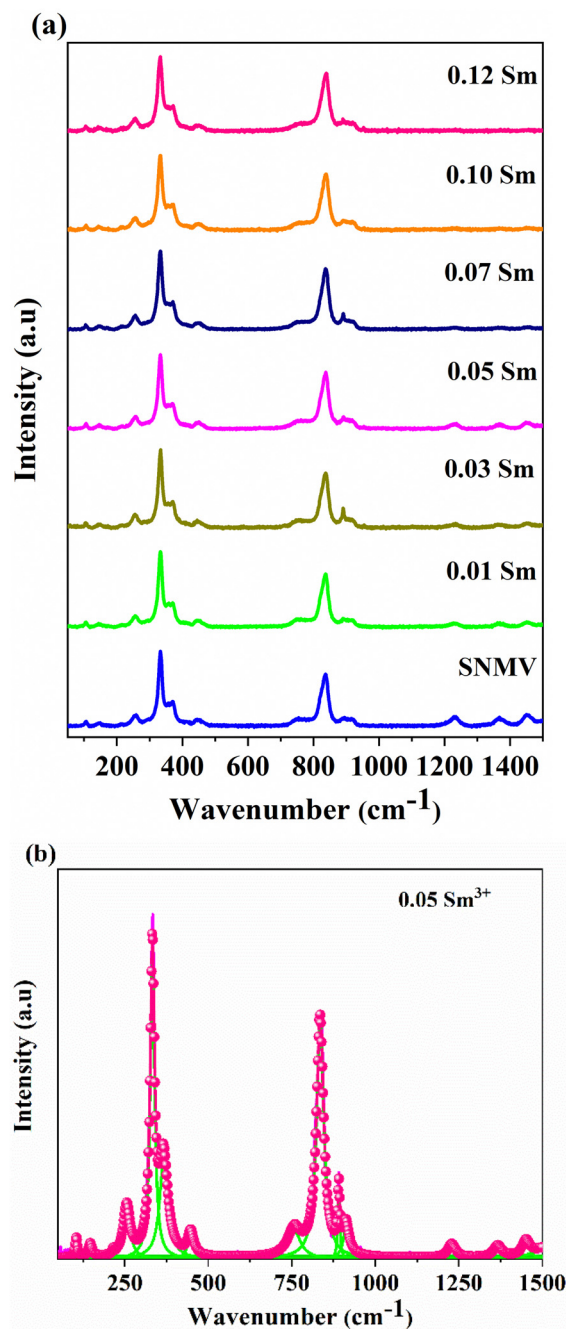 (a)
0.12 Sm
0.10 Sm
0.07 Sm
0.05 Sm
0.03 Sm
0.01 Sm
SNMV
Intensity (a.u)
200 400 600 800 1000 1200 1400
Wavenumber (cm-1)
(b)
0.05 Sm³⁺
Intensity (a.u)
250 500 750 1000 1250 1500
Wavenumber (cm-1)